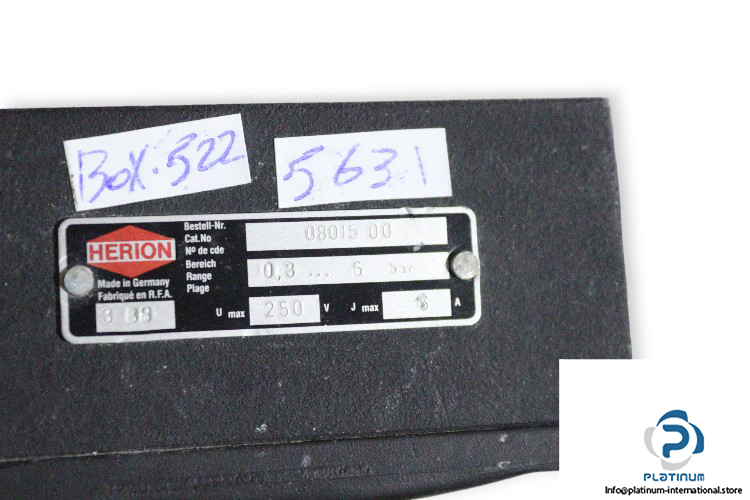 BOX.522
5631
HERION
Made in Germany
Fabriqué en R.F.A.
3 88
Bestell-Nr.
Cat.No
Nº de cde
08015 00
Bereich
Range
Plage
0,3 ... 6 bar
U max 250 V J max 6 A
PLATINUM
Info@platinum-international.store